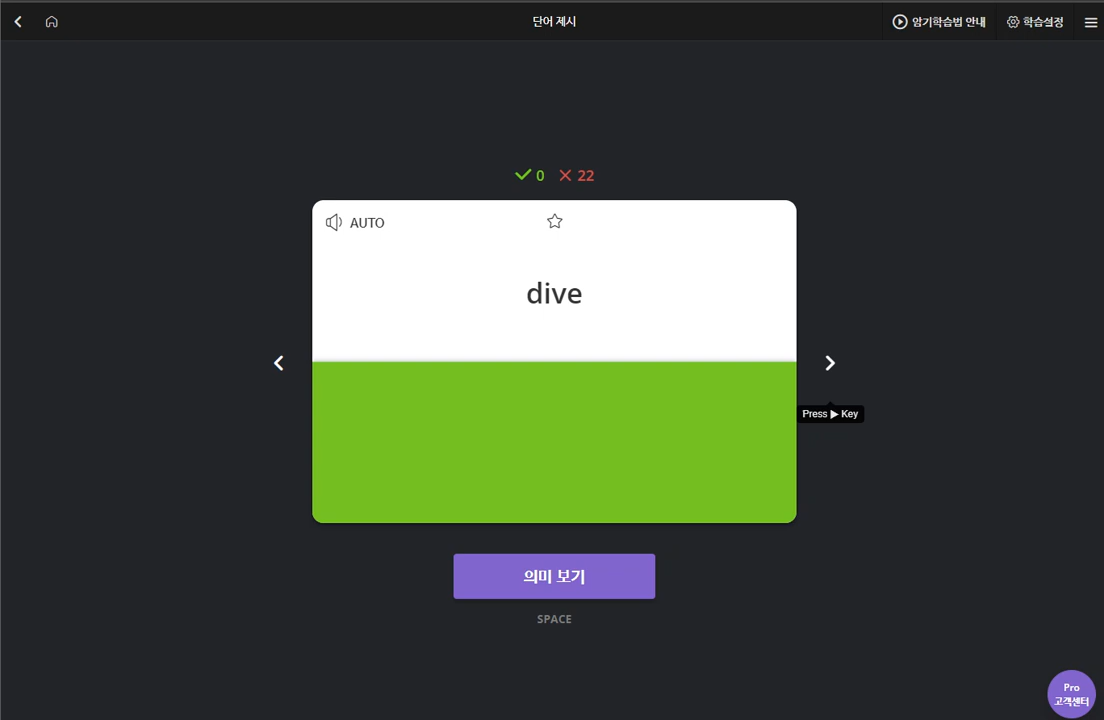 단어 제시
암기학습법 안내
학습설정
0
22
AUTO
dive
Press ▶ Key
의미 보기
SPACE
Pro
고객센터